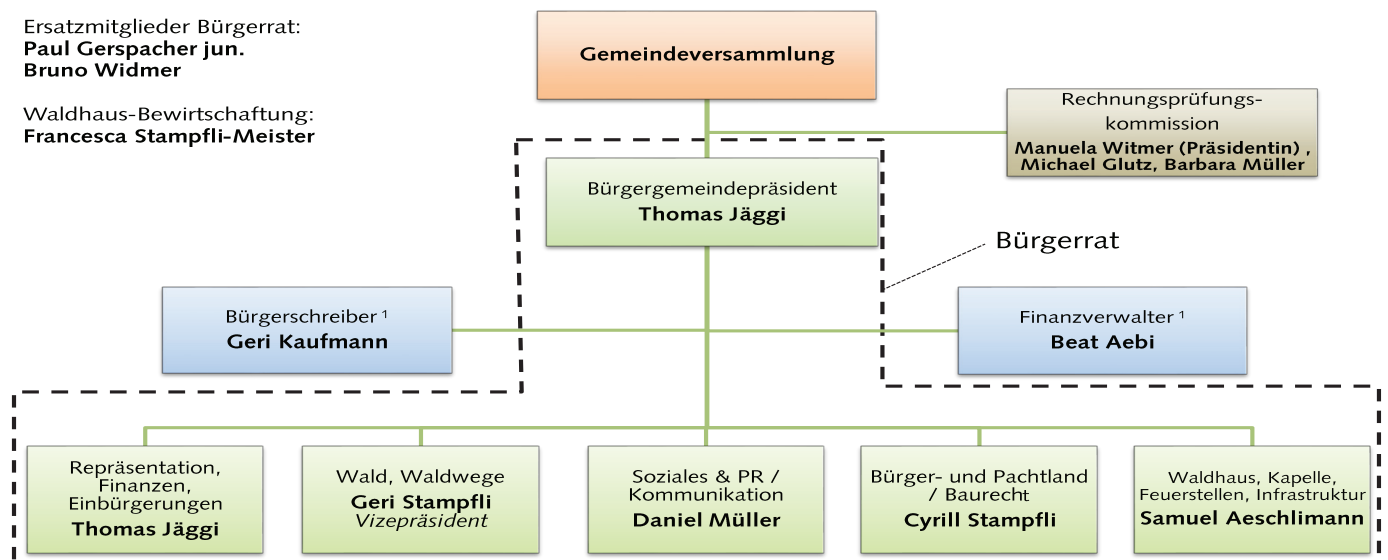 Ersatzmitglieder Bürgerrat:
Paul Gerspacher jun.
Bruno Widmer
Waldhaus-Bewirtschaftung:
Francesca Stampfli-Meister
Gemeindeversammlung
Rechnungsprüfungs-
kommission
Manuela Witmer (Präsidentin) ,
Michael Glutz, Barbara Müller
Bürgergemeindepräsident
Thomas Jäggi
Bürgerrat
Bürgerschreiber ¹
Geri Kaufmann
Finanzverwalter ¹
Beat Aebi
Repräsentation,
Finanzen,
Einbürgerungen
Thomas Jäggi
Wald, Waldwege
Geri Stampfli
Vizepräsident
Soziales & PR /
Kommunikation
Daniel Müller
Bürger- und Pachtland
/ Baurecht
Cyrill Stampfli
Waldhaus, Kapelle,
Feuerstellen, Infrastruktur
Samuel Aeschlimann